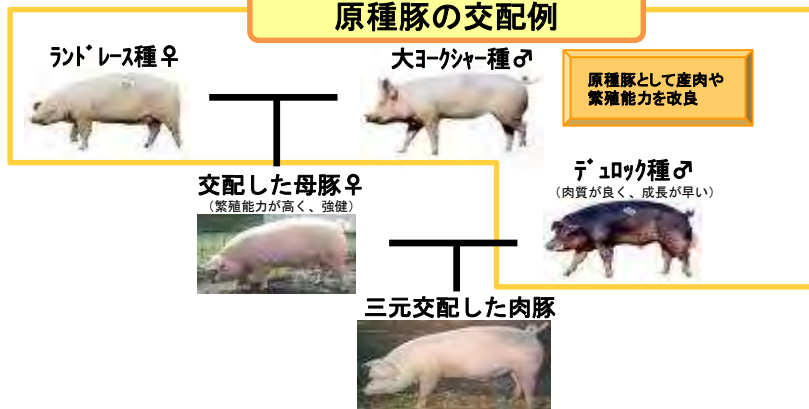 原種豚の交配例
ランドレース種♀
大ヨークシャー種♂
原種豚として産肉や
繁殖能力を改良
デュロック種♂
(肉質が良く、成長が早い)
交配した母豚♀
(繁殖能力が高く、強健)
三元交配した肉豚